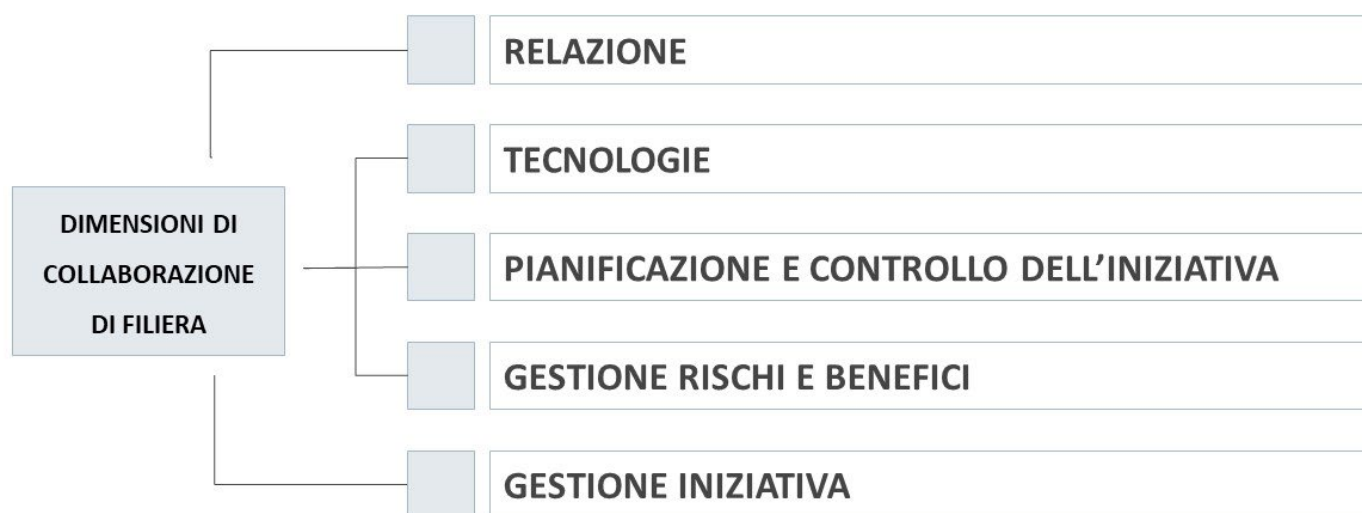 RELAZIONE
TECNOLOGIE
DIMENSIONI DI
COLLABORAZIONE
DI FILIERA
PIANIFICAZIONE E CONTROLLO DELL’INIZIATIVA
GESTIONE RISCHI E BENEFICI
GESTIONE INIZIATIVA